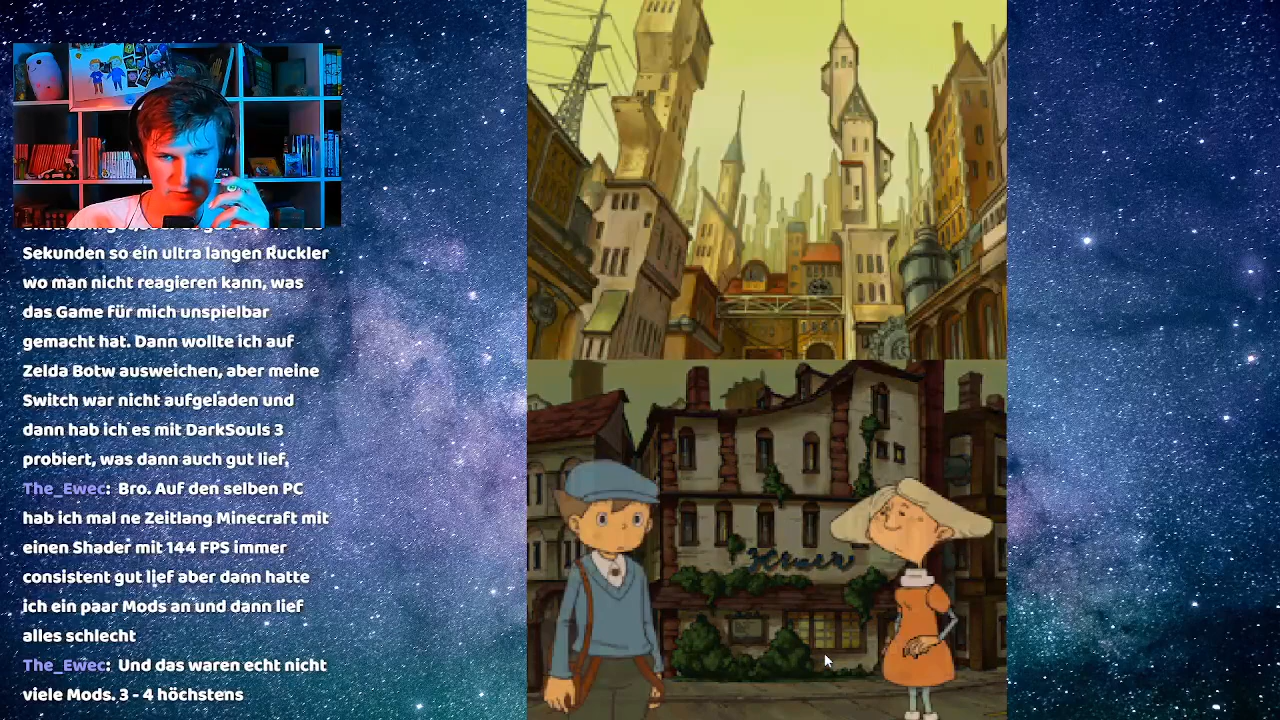 Sekunden so ein ultra langen Ruckler
wo man nicht reagieren kann, was
das Game für mich unspielbar
gemacht hat. Dann wollte ich auf
Zelda Botw ausweichen, aber meine
Switch war nicht aufgeladen und
dann hab ich es mit DarkSouls 3
probiert, was dann auch gut lief.
The_Ewec: Bro. Auf den selben PC
hab ich mal ne Zeitlang Minecraft mit
einen Shader mit 144 FPS immer
consistent gut lief aber dann hatte
ich ein paar Mods an und dann lief
alles schlecht
The_Ewec: Und das waren echt nicht
viele Mods. 3 - 4 höchstens